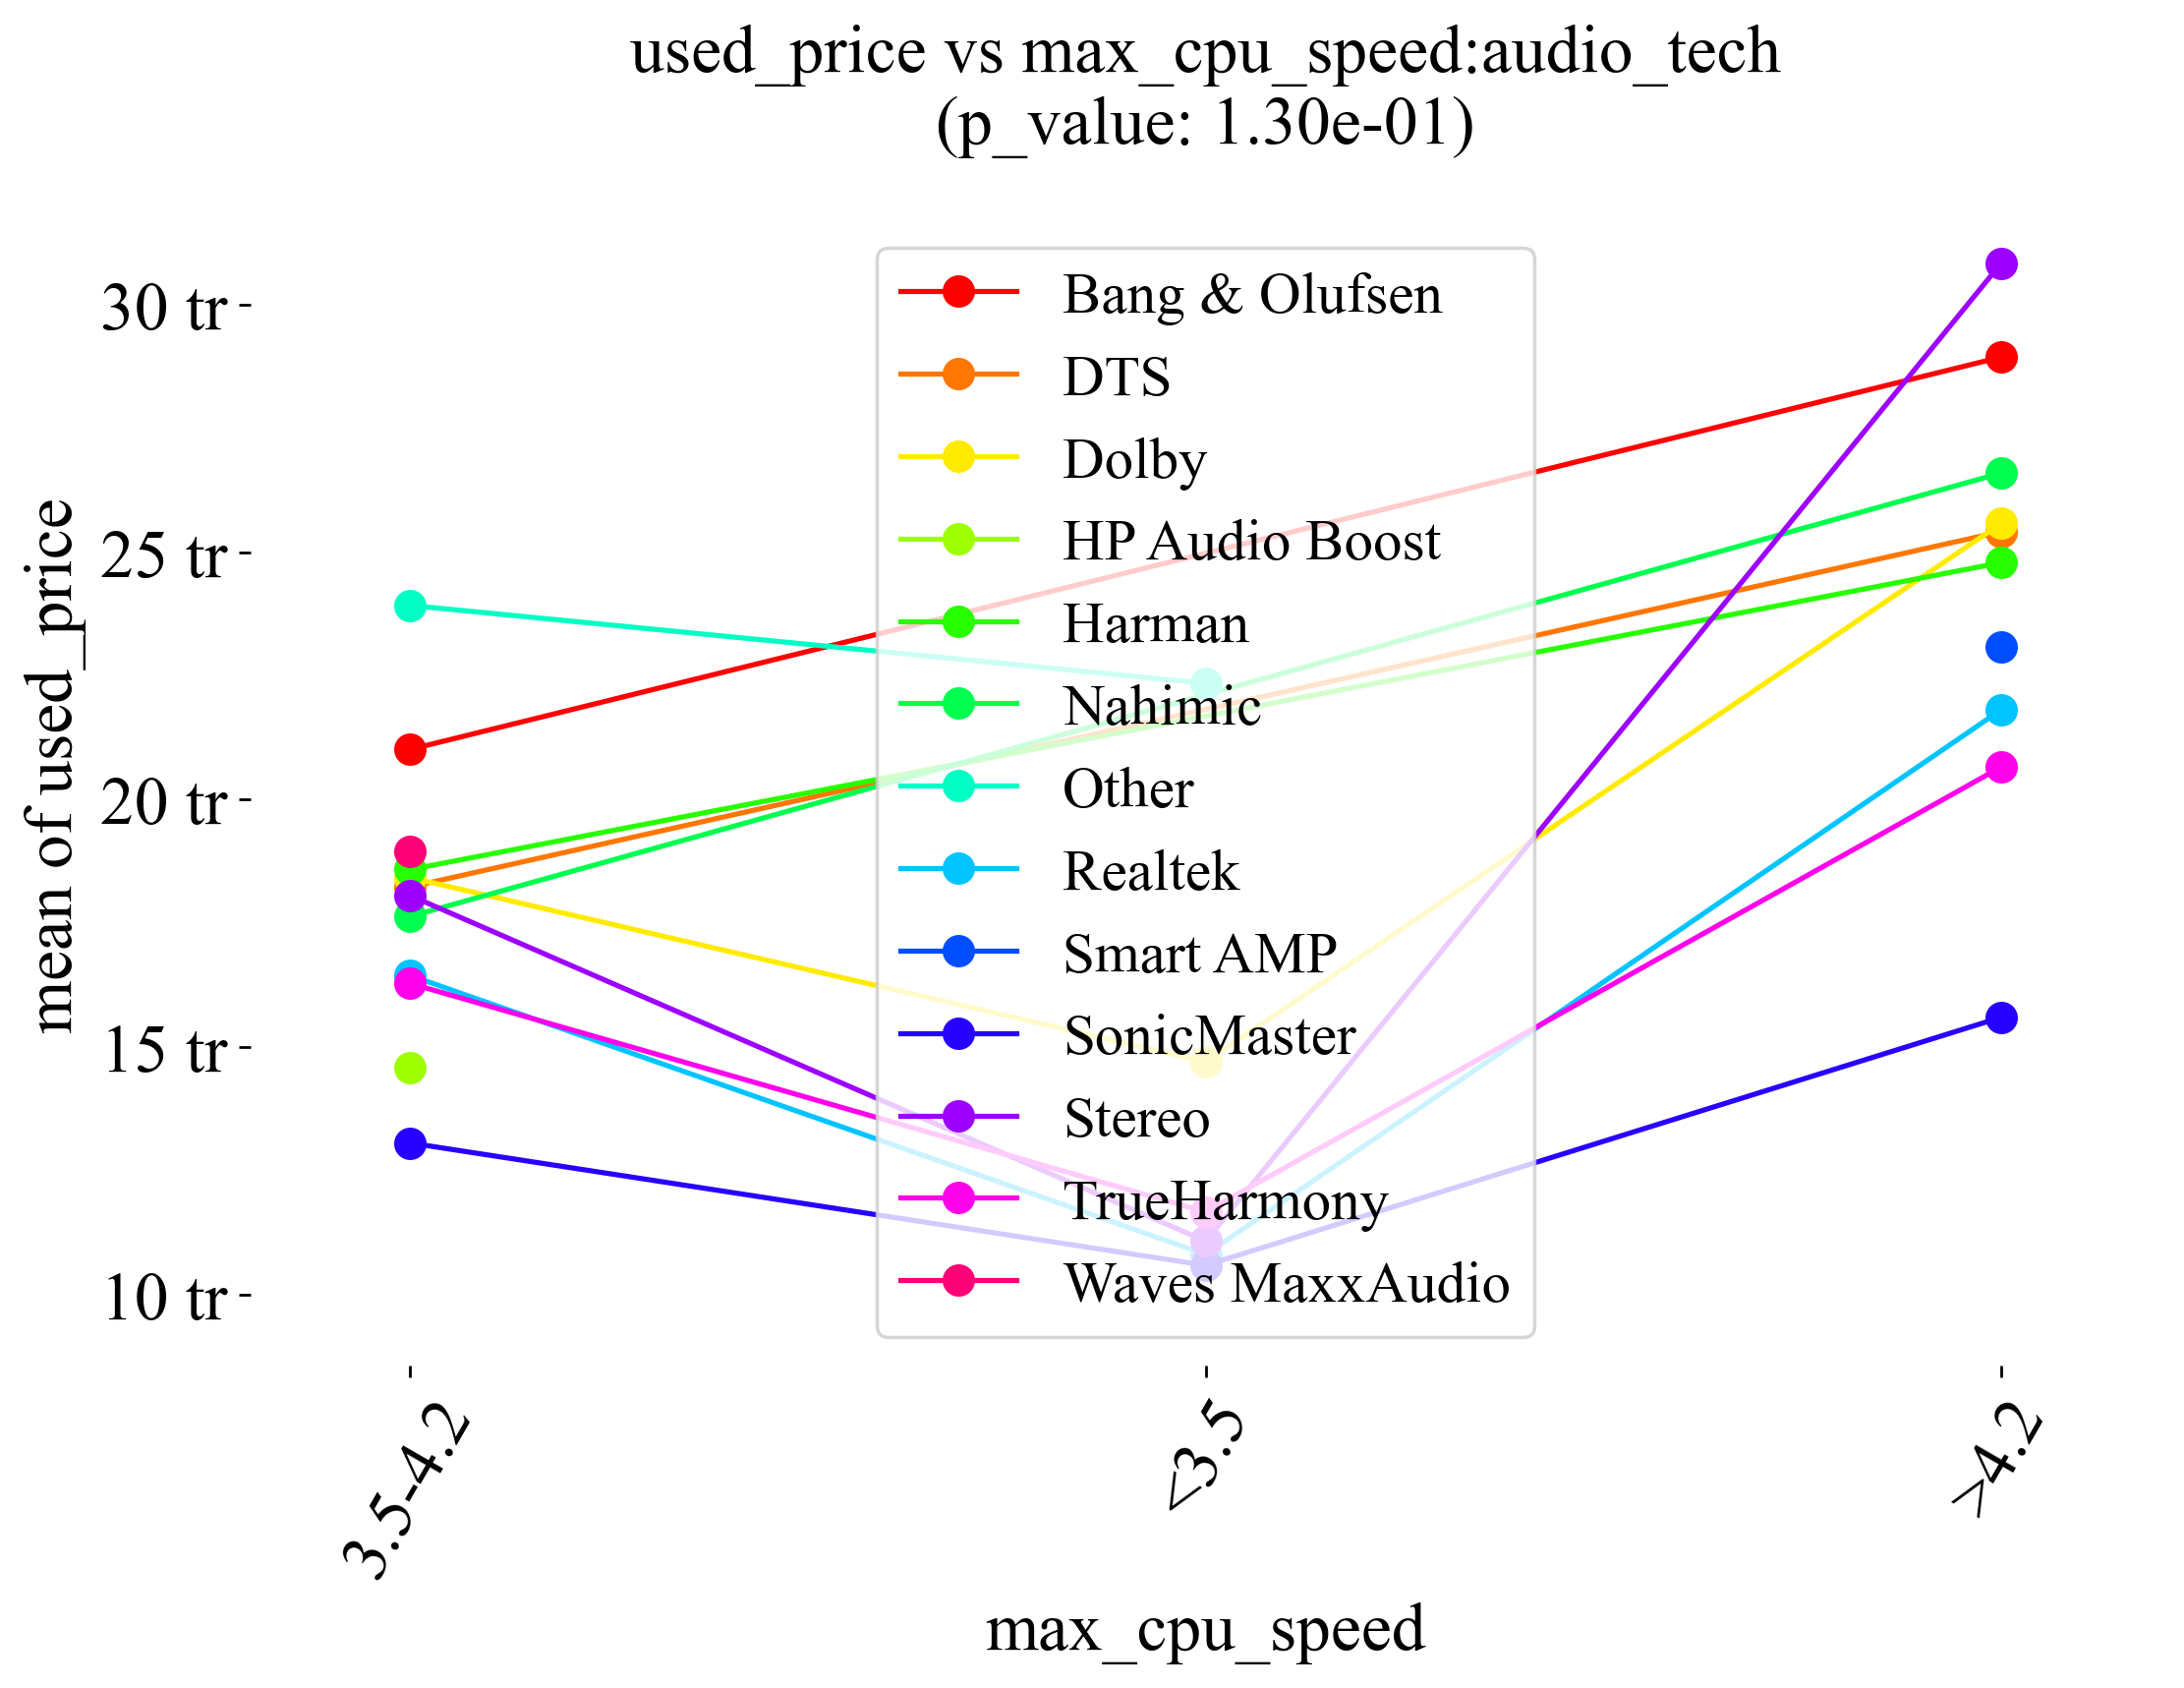 used_price vs max_cpu_speed:audio_tech
(p_value: 1.30e-01)
mean of used_price
30 tr
25 tr
20 tr
15 tr
10 tr
Bang & Olufsen
DTS
Dolby
HP Audio Boost
Harman
Nahimic
Other
Realtek
Smart AMP
SonicMaster
Stereo
TrueHarmony
Waves MaxxAudio
3.5-4.2
<3.5
>4.2
max_cpu_speed